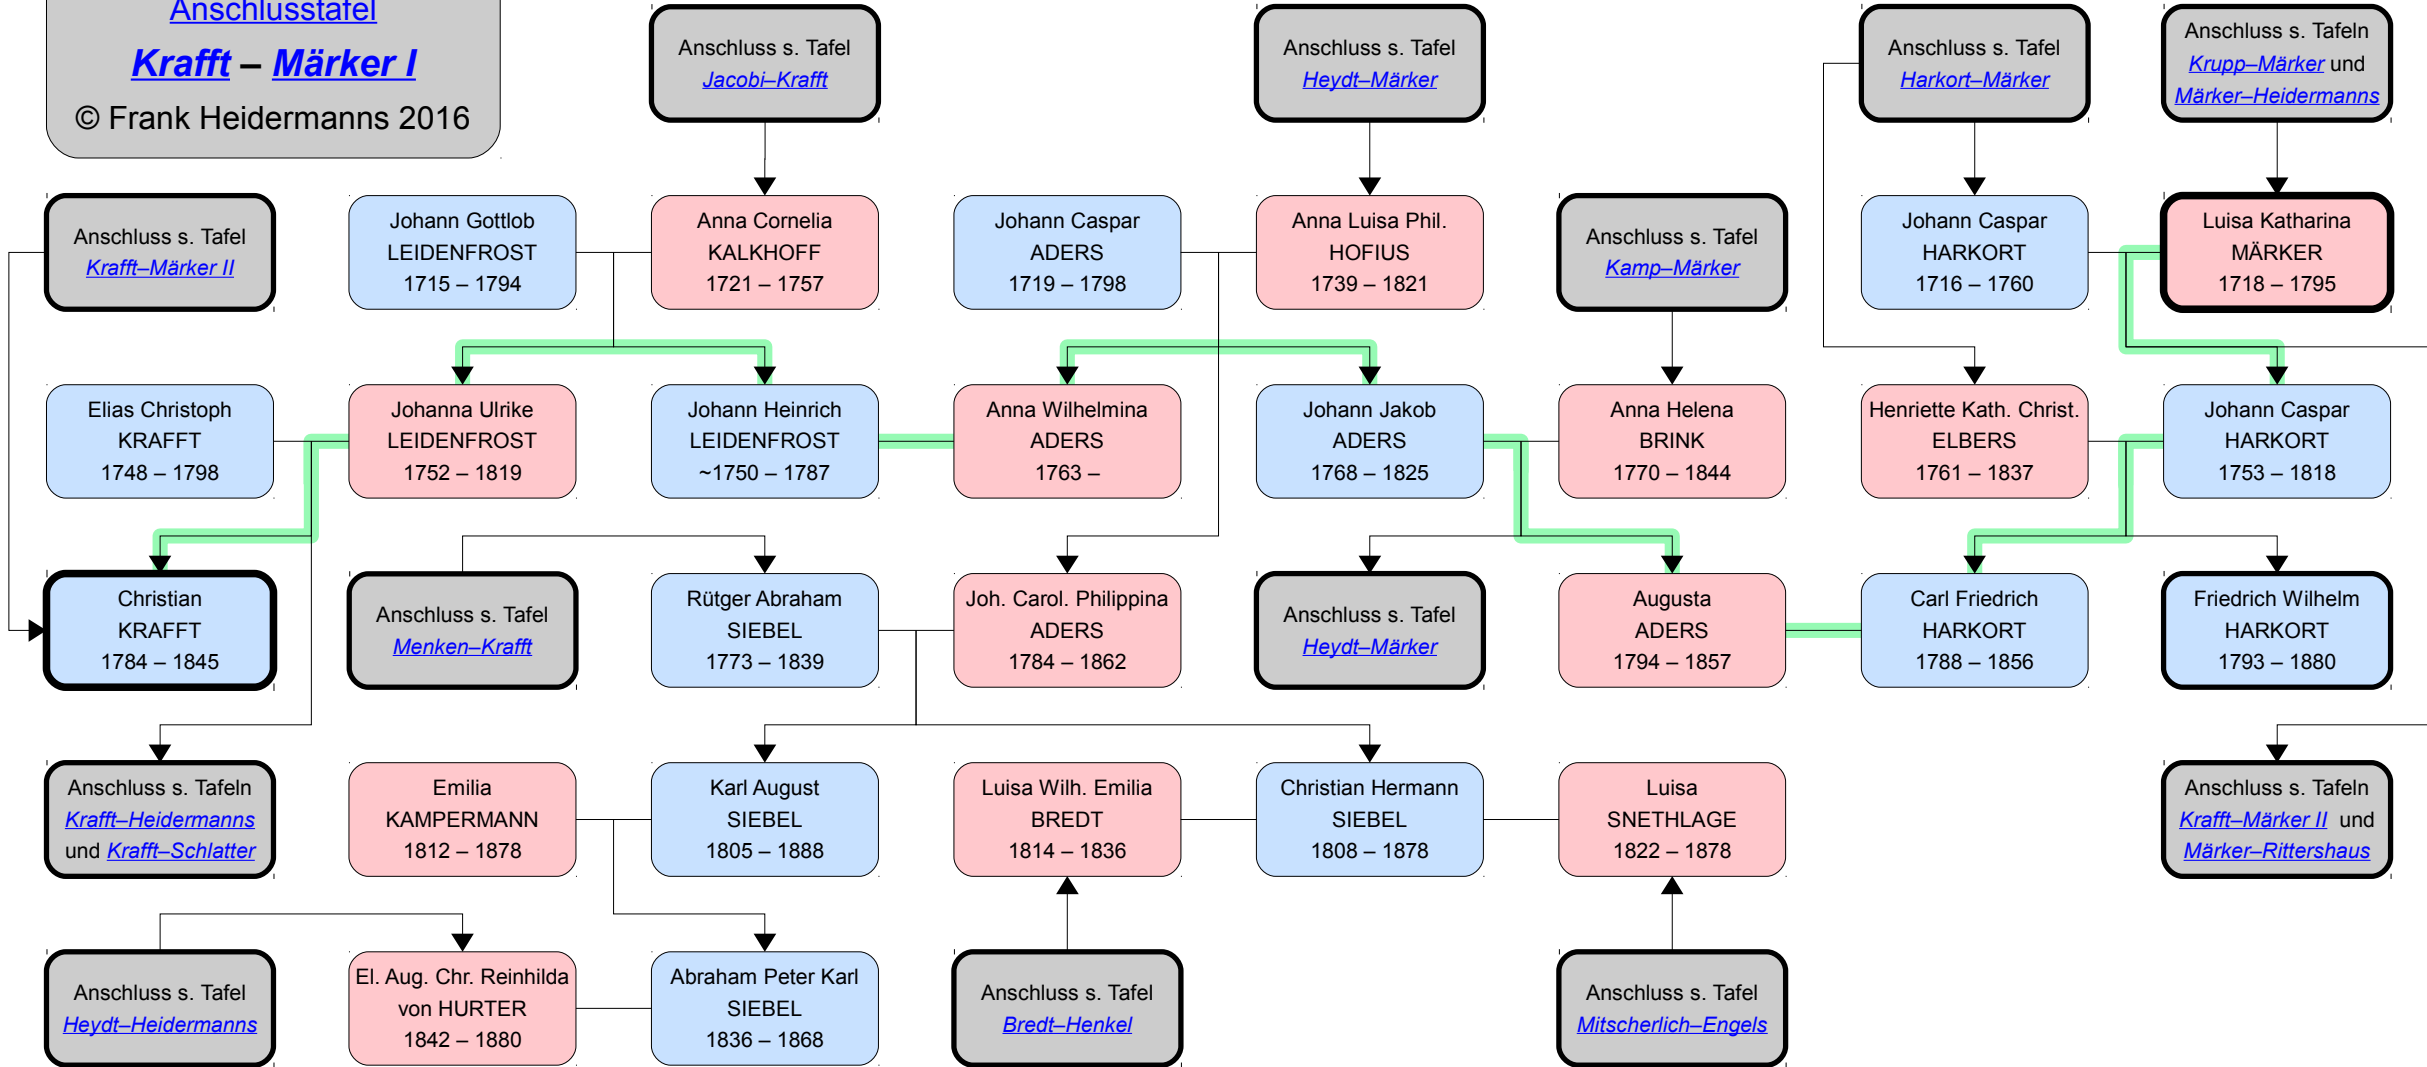 Anschlusstafel
Krafft – Märker I
© Frank Heidermanns 2016
Anschluss s. Tafel
Jacobi–Krafft
Anschluss s. Tafel
Heydt–Märker
Anschluss s. Tafel
Harkort–Märker
Anschluss s. Tafeln
Krupp–Märker und
Märker–Heidermanns
Anschluss s. Tafel
Krafft–Märker II
Johann Gottlob
LEIDENFROST
1715 – 1794
Anna Cornelia
KALKHOFF
1721 – 1757
Johann Caspar
ADERS
1719 – 1798
Anna Luisa Phil.
HOFIUS
1739 – 1821
Anschluss s. Tafel
Kamp–Märker
Johann Caspar
HARKORT
1716 – 1760
Luisa Katharina
MÄRKER
1718 – 1795
Elias Christoph
KRAFFT
1748 – 1798
Johanna Ulrike
LEIDENFROST
1752 – 1819
Johann Heinrich
LEIDENFROST
~1750 – 1787
Anna Wilhelmina
ADERS
1763 –
Johann Jakob
ADERS
1768 – 1825
Anna Helena
BRINK
1770 – 1844
Henriette Kath. Christ.
ELBERS
1761 – 1837
Johann Caspar
HARKORT
1753 – 1818
Christian
KRAFFT
1784 – 1845
Anschluss s. Tafel
Menken–Krafft
Rütger Abraham
SIEBEL
1773 – 1839
Joh. Carol. Philippina
ADERS
1784 – 1862
Anschluss s. Tafel
Heydt–Märker
Augusta
ADERS
1794 – 1857
Carl Friedrich
HARKORT
1788 – 1856
Friedrich Wilhelm
HARKORT
1793 – 1880
Anschluss s. Tafeln
Krafft–Heidermanns
und Krafft–Schlatter
Emilia
KAMPERMANN
1812 – 1878
Karl August
SIEBEL
1805 – 1888
Luisa Wilh. Emilia
BREDT
1814 – 1836
Christian Hermann
SIEBEL
1808 – 1878
Luisa
SNETHLAGE
1822 – 1878
Anschluss s. Tafeln
Krafft–Märker II und
Märker–Rittershaus
Anschluss s. Tafel
Heydt–Heidermanns
El. Aug. Chr. Reinhilda
von HURTER
1842 – 1880
Abraham Peter Karl
SIEBEL
1836 – 1868
Anschluss s. Tafel
Bredt–Henkel
Anschluss s. Tafel
Mitscherlich–Engels